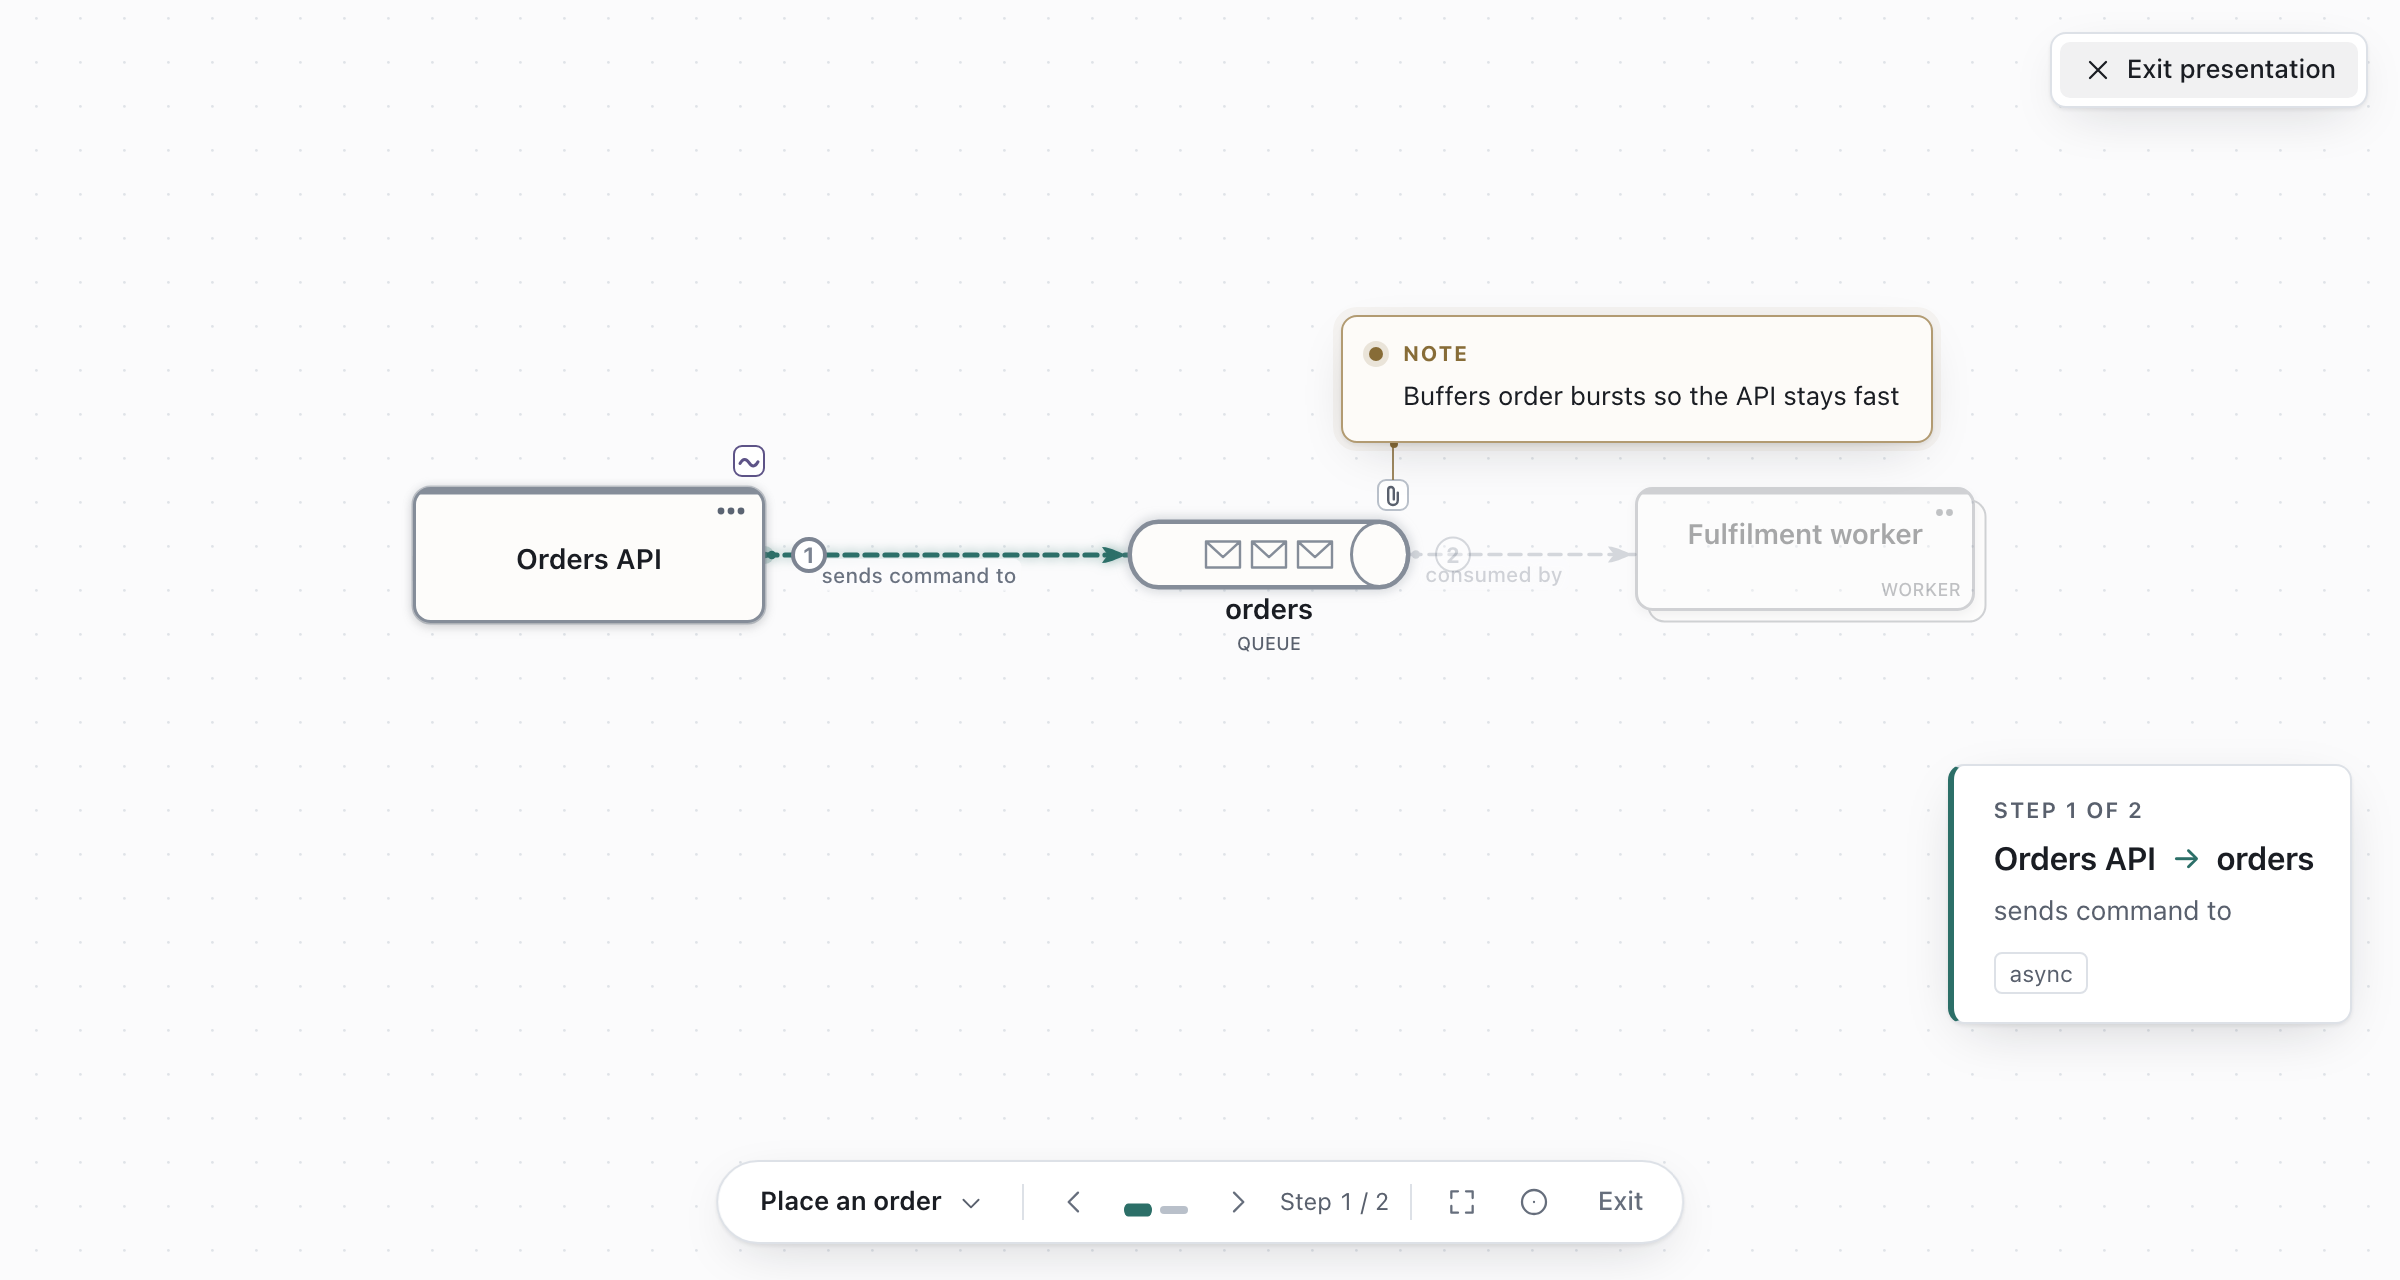 Exit presentation
NOTE
Buffers order bursts so the API stays fast
Orders API
1
sends command to
orders
QUEUE
2
consumed by
Fulfilment worker
WORKER
STEP 1 OF 2
Orders API → orders
sends command to
async
Place an order
Step 1 / 2
Exit